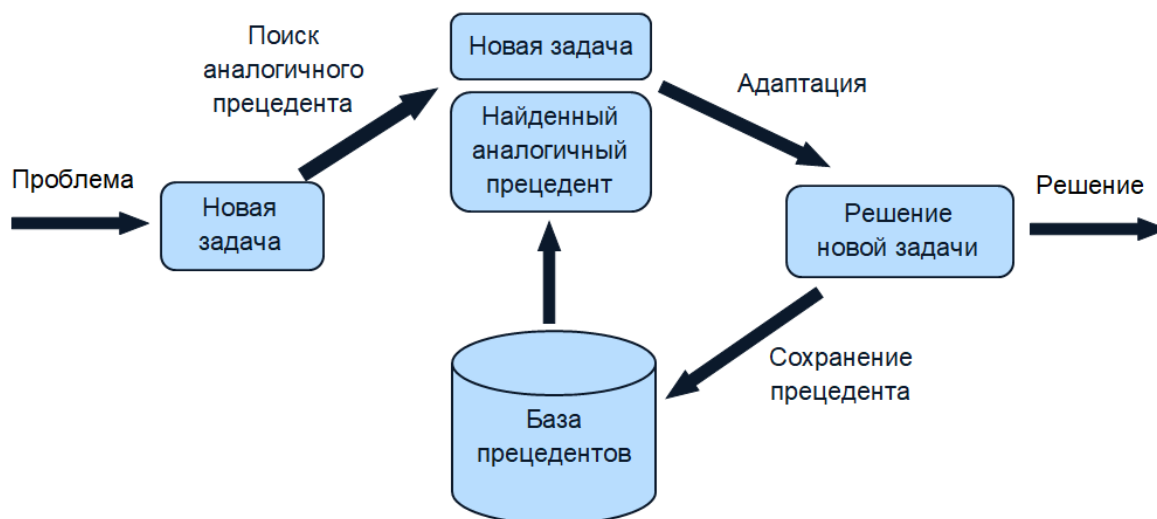 Проблема
Новая
задача
Поиск
аналогичного
прецедента
Новая задача
Найденный
аналогичный
прецедент
Адаптация
Решение
новой задачи
Решение
Сохранение
прецедента
База
прецедентов